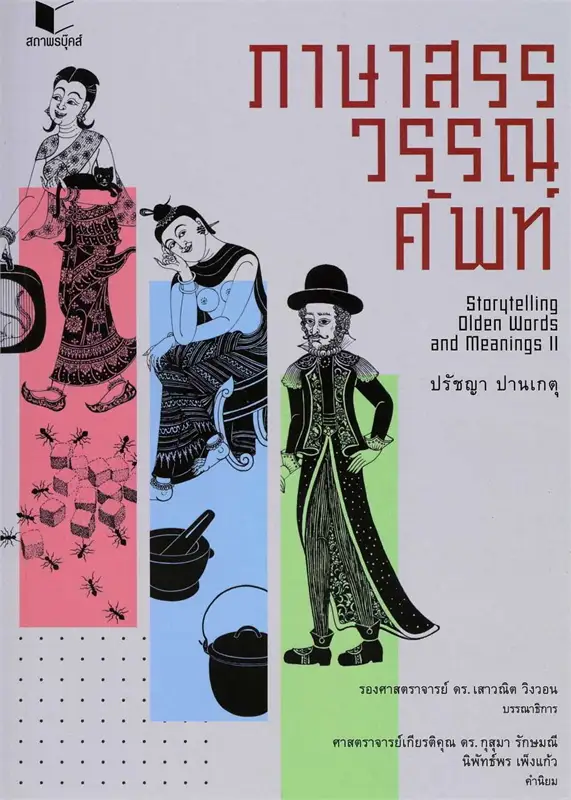 สถาพรบุ๊คส์
ภาษาสรร
วรรณ
ศัพท์
Storytelling
Olden Words
and Meanings II
ปรัชญา ปานเกตุ
รองศาสตราจารย์ ดร. เสาวณิต วิงวอน
บรรณาธิการ
ศาสตราจารย์เกียรติคุณ ดร. กุสุมา รักษมณี
นิพัทธ์พร เพ็งแก้ว
คำนิยม